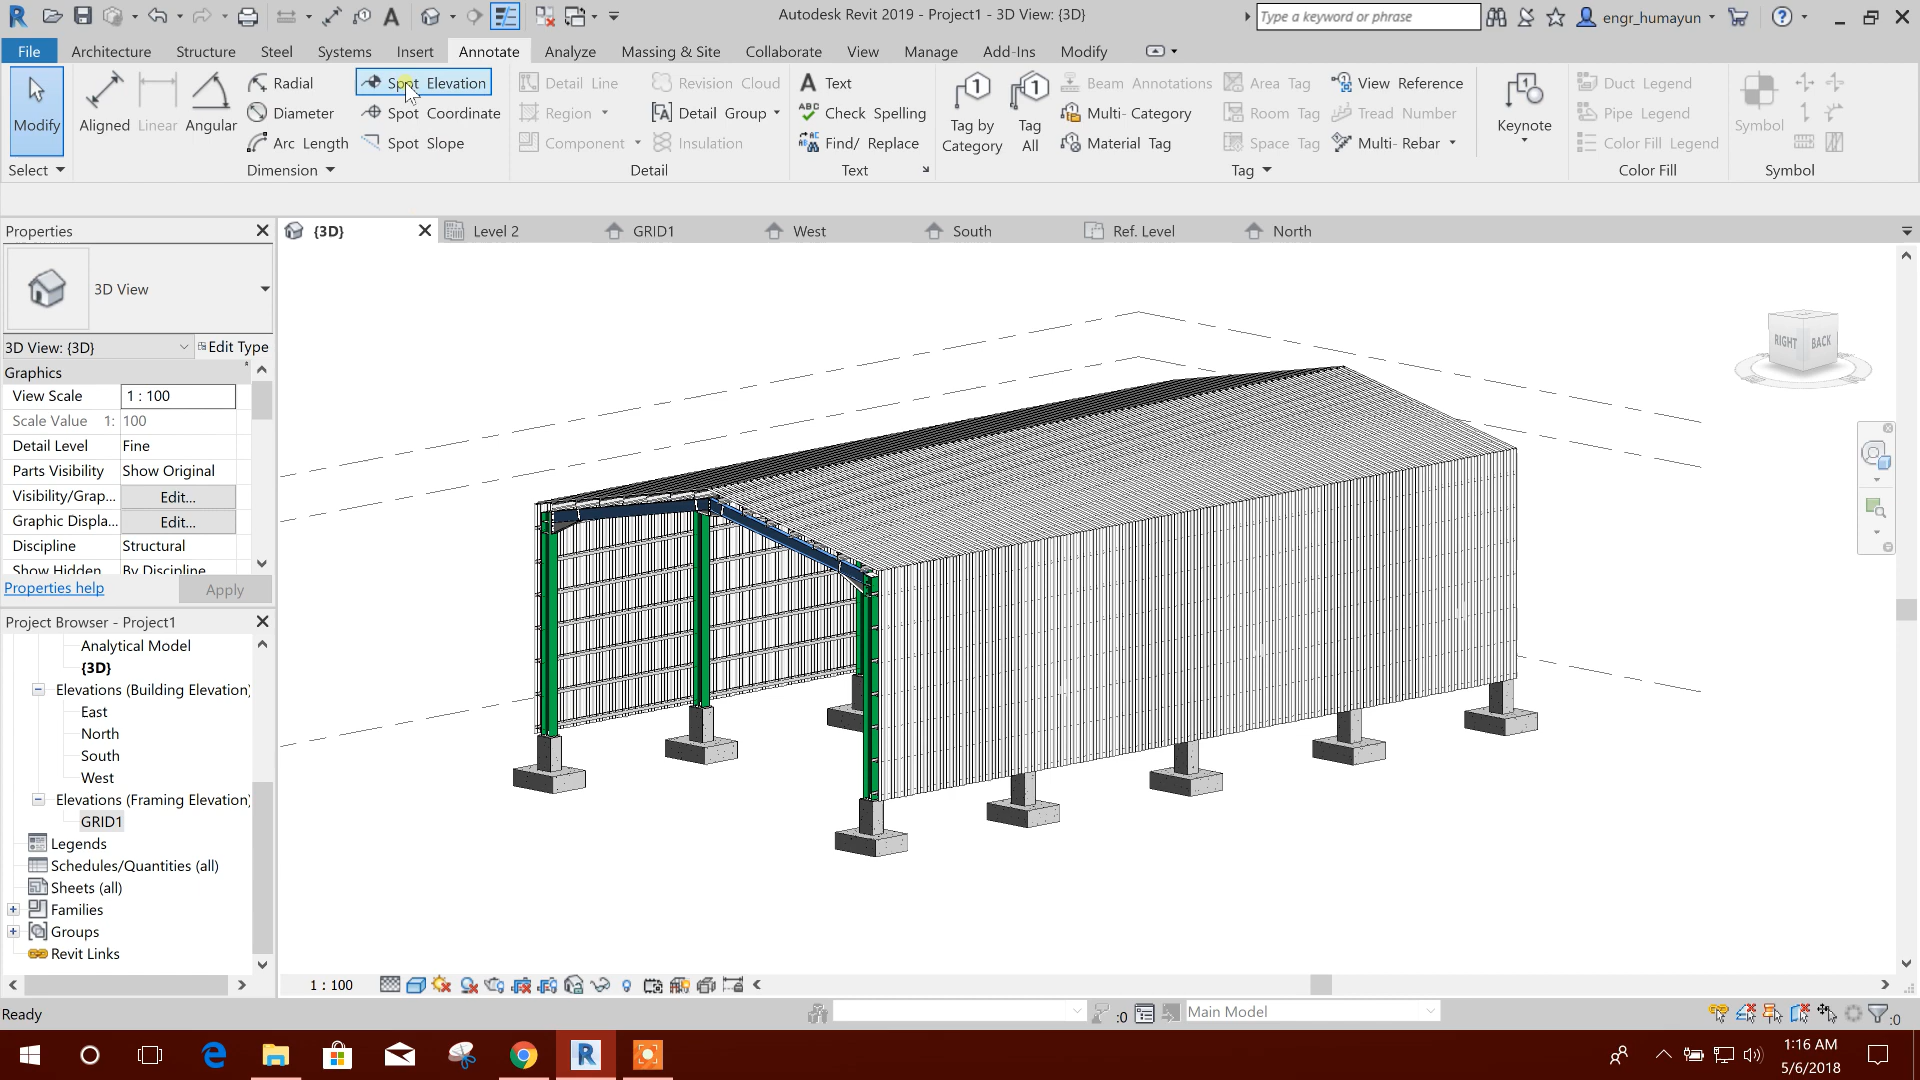 Autodesk Revit 2019 - Project1 - 3D View: {3D}
Type a keyword or phrase
engr_humayun
File Architecture Structure Steel Systems Insert Annotate Analyze Massing & Site Collaborate View Manage Add-Ins Modify
Modify
Select
Aligned
Linear
Angular
Radial
Diameter
Arc Length
Spot Elevation
Spot Coordinate
Spot Slope
Dimension
Detail Line
Region
Component
Revision Cloud
Detail Group
Insulation
Detail
Text
Check Spelling
Find/ Replace
Text
Tag by Category
Tag All
Beam Annotations
Multi- Category
Material Tag
Area Tag
Room Tag
Space Tag
View Reference
Tread Number
Multi- Rebar
Tag
Keynote
Duct Legend
Pipe Legend
Color Fill Legend
Color Fill
Symbol
Symbol
Properties
{3D} Level 2 GRID1 West South Ref. Level North
3D View
3D View: {3D} Edit Type
Graphics
View Scale 1 : 100
Scale Value 1: 100
Detail Level Fine
Parts Visibility Show Original
Visibility/Grap... Edit...
Graphic Displa... Edit...
Discipline Structural
Show Hidden By Discipline
Properties help Apply
Project Browser - Project1
Analytical Model
{3D}
Elevations (Building Elevation)
East
North
South
West
Elevations (Framing Elevation)
GRID1
Legends
Schedules/Quantities (all)
Sheets (all)
Families
Groups
Revit Links
RIGHT BACK
1 : 100
Ready
:0
Main Model
:0
1:16 AM
5/6/2018